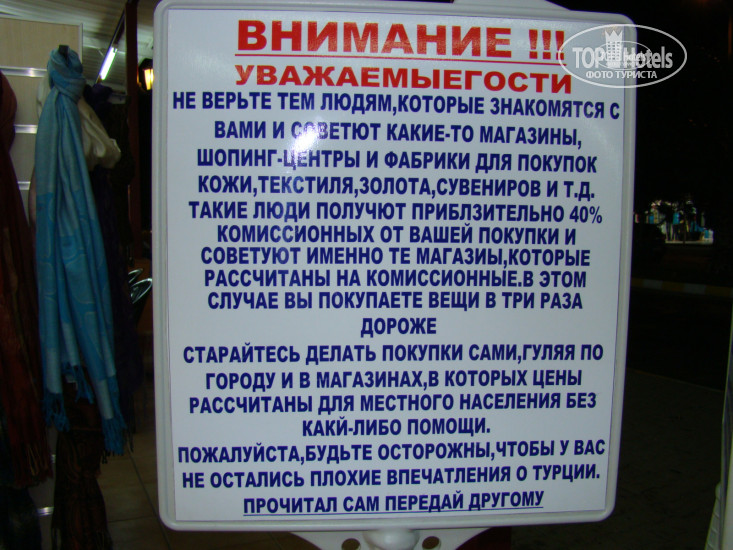 ВНИМАНИЕ !!!
TOPHotels
ФОТО ТУРИСТА
УВАЖАЕМЫЕГОСТИ
НЕ ВЕРЬТЕ ТЕМ ЛЮДЯМ,КОТОРЫЕ ЗНАКОМЯТСЯ С
ВАМИ И СОВЕТЮТ КАКИЕ-ТО МАГАЗИНЫ,
ШОПИНГ-ЦЕНТРЫ И ФАБРИКИ ДЛЯ ПОКУПОК
КОЖИ,ТЕКСТИЛЯ,ЗОЛОТА,СУВЕНИРОВ И Т.Д.
ТАКИЕ ЛЮДИ ПОЛУЧЮТ ПРИБЛЗИТЕЛЬНО 40%
КОМИССИОННЫХ ОТ ВАШЕЙ ПОКУПКИ И
СОВЕТУЮТ ИМЕННО ТЕ МАГАЗИЫ,КОТОРЫЕ
РАССЧИТАНЫ НА КОМИССИОННЫЕ.В ЭТОМ
СЛУЧАЕ ВЫ ПОКУПАЕТЕ ВЕЩИ В ТРИ РАЗА
ДОРОЖЕ
СТАРАЙТЕСЬ ДЕЛАТЬ ПОКУПКИ САМИ,ГУЛЯЯ ПО
ГОРОДУ И В МАГАЗИНАХ,В КОТОРЫХ ЦЕНЫ
РАССЧИТАНЫ ДЛЯ МЕСТНОГО НАСЕЛЕНИЯ БЕЗ
КАКЙ-ЛИБО ПОМОЩИ.
ПОЖАЛУЙСТА,БУДЬТЕ ОСТОРОЖНЫ,ЧТОБЫ У ВАС
НЕ ОСТАЛИСЬ ПЛОХИЕ ВПЕЧАТЛЕНИЯ О ТУРЦИИ.
ПРОЧИТАЛ САМ ПЕРЕДАЙ ДРУГОМУ